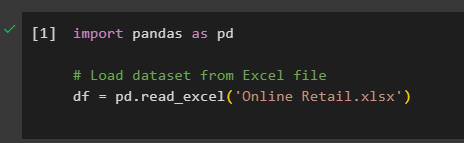 [1] import pandas as pd
# Load dataset from Excel file
df = pd.read_excel('Online Retail.xlsx')